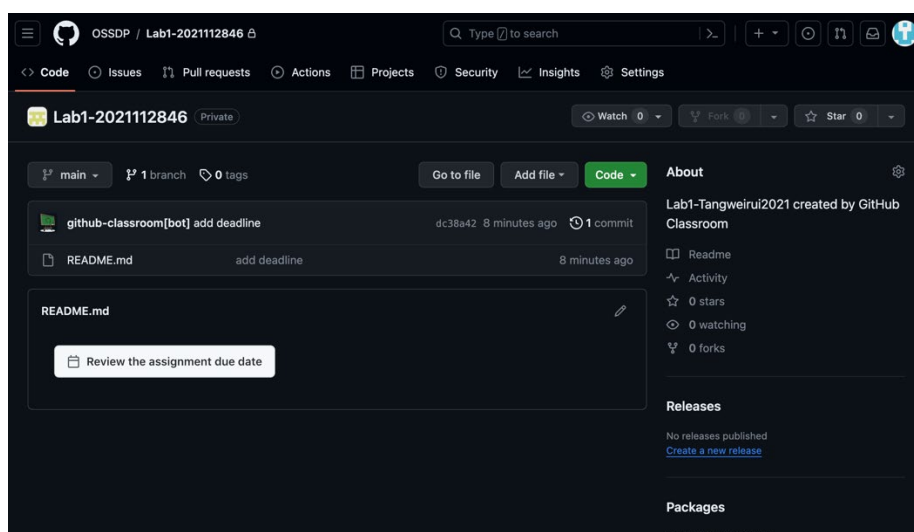 OSSDP / Lab1-2021112846
Type / to search
Code Issues Pull requests Actions Projects Security Insights Settings
Lab1-2021112846 Private
Watch 0 Fork 0 Star 0
main 1 branch 0 tags Go to file Add file Code
github-classroom[bot] add deadline dc38a42 8 minutes ago 1 commit
README.md add deadline 8 minutes ago
README.md
Review the assignment due date
About
Lab1-Tangweirui2021 created by GitHub
Classroom
Readme
Activity
0 stars
0 watching
0 forks
Releases
No releases published
Create a new release
Packages